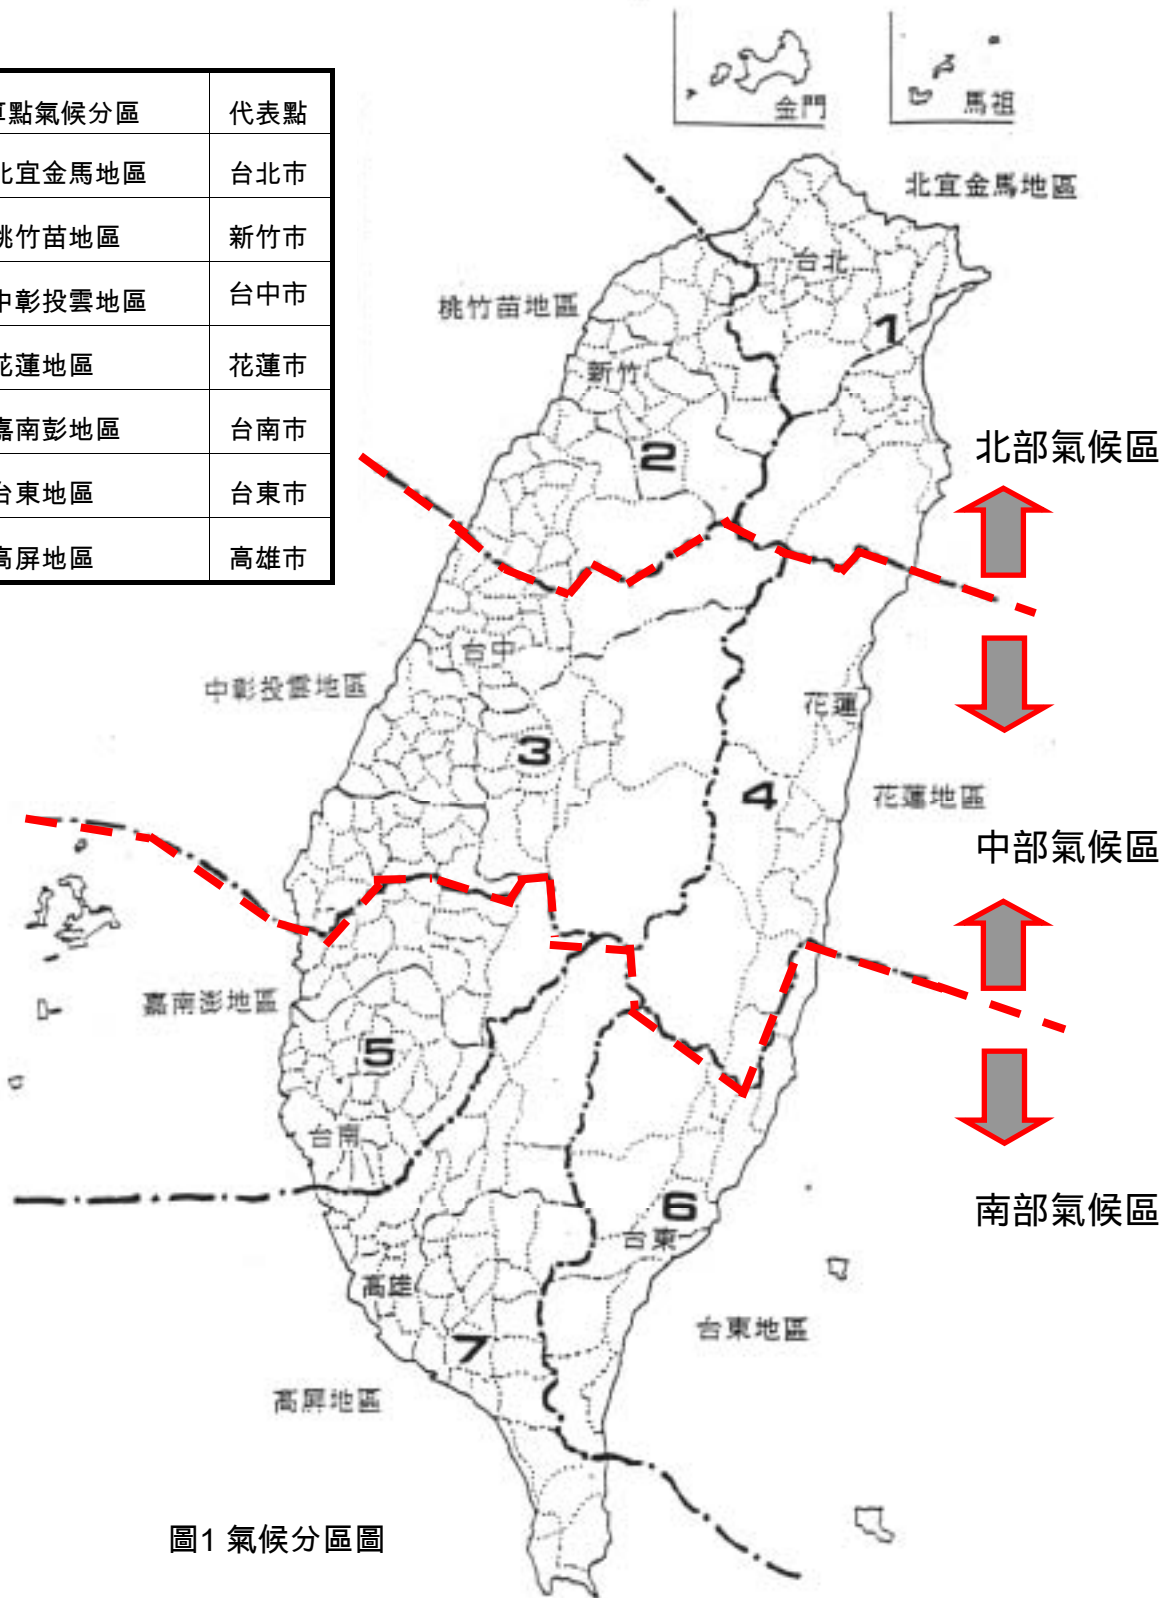 點氣候分區 代表點
北宜金馬地區 台北市
桃竹苗地區 新竹市
中彰投雲地區 台中市
花蓮地區 花蓮市
嘉南彭地區 台南市
台東地區 台東市
高屏地區 高雄市
金門
馬祖
北宜金馬地區
台北
1
桃竹苗地區
新竹
2
北部氣候區
台中
中彰投雲地區
3
花蓮
4
花蓮地區
中部氣候區
嘉南澎地區
5
台南
6
台東
南部氣候區
高雄
7
台東地區
高屏地區
圖1 氣候分區圖